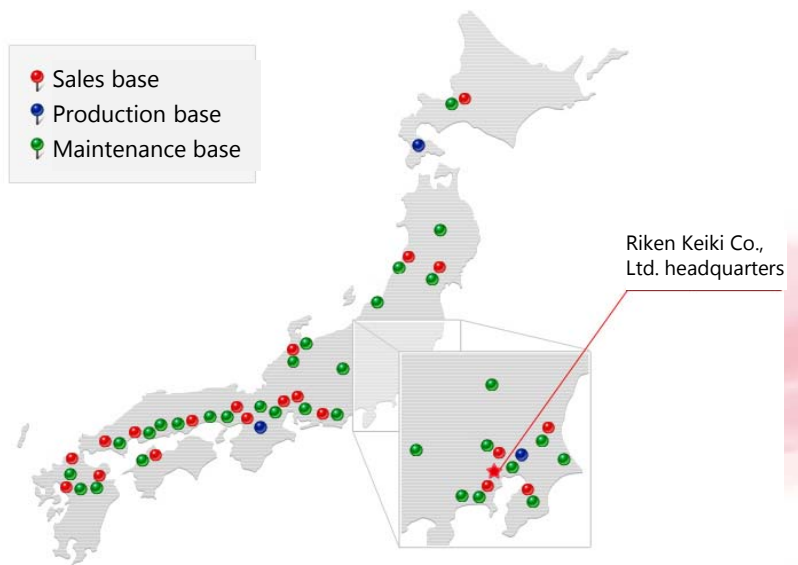 Sales base
Production base
Maintenance base
Riken Keiki Co.,
Ltd. headquarters